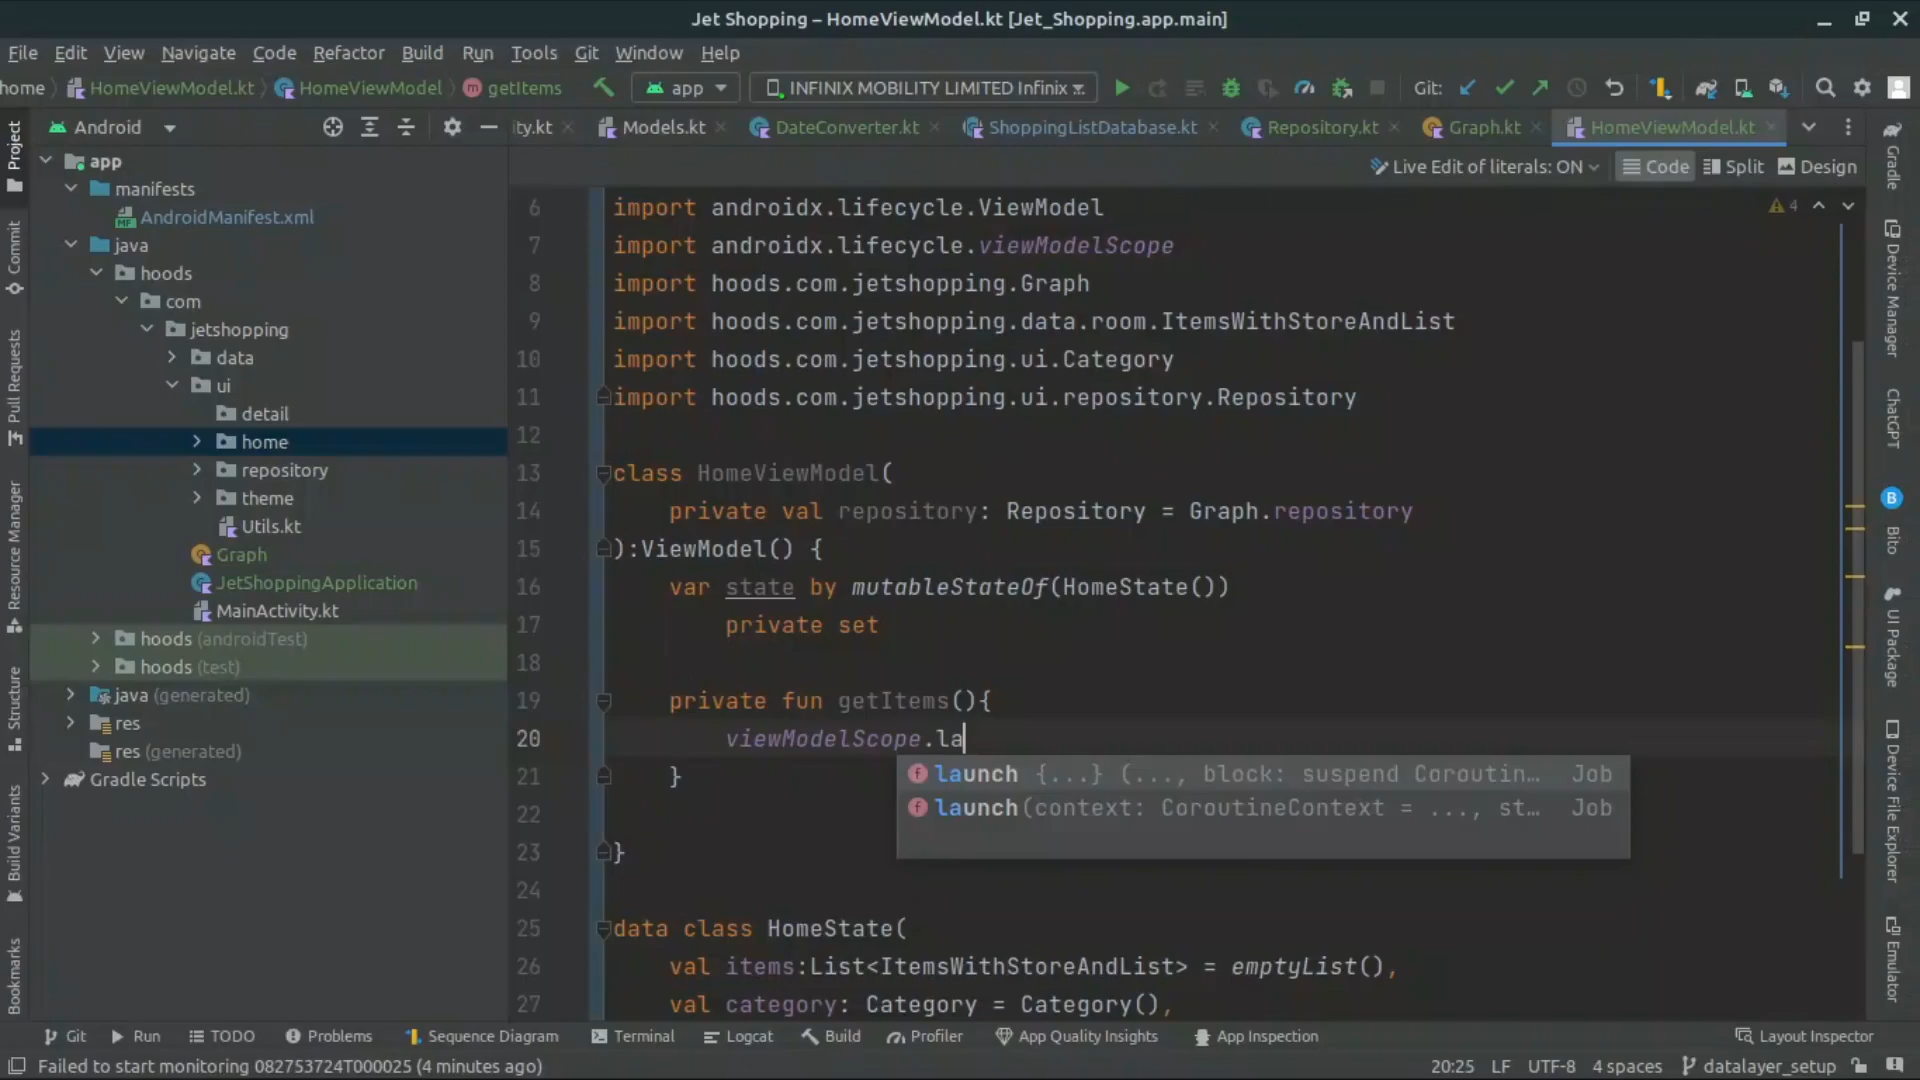 Jet Shopping – HomeViewModel.kt [Jet_Shopping.app.main]
File Edit View Navigate Code Refactor Build Run Tools Git Window Help
home HomeViewModel.kt HomeViewModel getItems app INFINIX MOBILITY LIMITED Infinix Git:
Project
Commit
Pull Requests
Resource Manager
Structure
Build Variants
Bookmarks
Android
app
manifests
AndroidManifest.xml
java
hoods
com
jetshopping
data
ui
detail
home
repository
theme
Utils.kt
Graph
JetShoppingApplication
MainActivity.kt
hoods (androidTest)
hoods (test)
java (generated)
res
res (generated)
Gradle Scripts
ity.kt Models.kt DateConverter.kt ShoppingListDatabase.kt Repository.kt Graph.kt HomeViewModel.kt
Live Edit of literals: ON Code Split Design
4
6 import androidx.lifecycle.ViewModel
7 import androidx.lifecycle.viewModelScope
8 import hoods.com.jetshopping.Graph
9 import hoods.com.jetshopping.data.room.ItemsWithStoreAndList
10 import hoods.com.jetshopping.ui.Category
11 import hoods.com.jetshopping.ui.repository.Repository
12
13 class HomeViewModel(
14 private val repository: Repository = Graph.repository
15 ):ViewModel() {
16 var state by mutableStateOf(HomeState())
17 private set
18
19 private fun getItems(){
20 viewModelScope.la
launch {...} (..., block: suspend Coroutin... Job
launch(context: CoroutineContext = ..., st... Job
21 }
22
23 }
24
25 data class HomeState(
26 val items:List<ItemsWithStoreAndList> = emptyList(),
27 val category: Category = Category(),
Gradle
Device Manager
ChatGPT
B
Bito
UI Package
Device File Explorer
Emulator
Git Run TODO Problems Sequence Diagram Terminal Logcat Build Profiler App Quality Insights App Inspection Layout Inspector
Failed to start monitoring 082753724T000025 (4 minutes ago) 20:25 LF UTF-8 4 spaces datalayer_setup